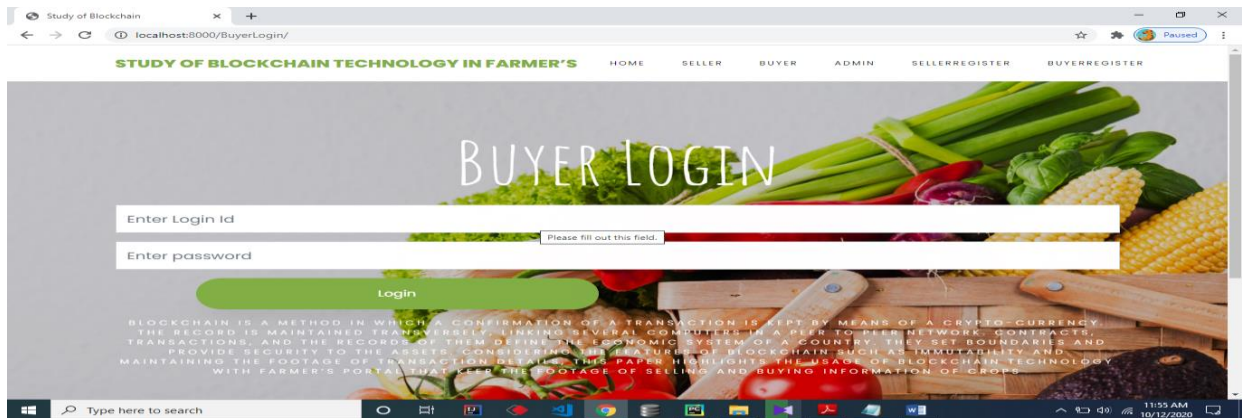 Study of Blockchain
localhost:8000/BuyerLogin/
Paused
STUDY OF BLOCKCHAIN TECHNOLOGY IN FARMER'S HOME SELLER BUYER ADMIN SELLERREGISTER BUYERREGISTER
BUYER LOGIN
Enter Login Id
Please fill out this field.
Enter password
Login
BLOCKCHAIN IS A METHOD IN WHICH A CONFIRMATION OF A TRANSACTION IS KEPT BY MEANS OF A CRYPTO-CURRENCY.
THE RECORD IS MAINTAINED TRANSVERSELY, LINKING SEVERAL COMPUTERS IN A PEER TO PEER NETWORK. CONTRACTS,
TRANSACTIONS, AND THE RECORDS OF THEM DEFINE THE ECONOMIC SYSTEM OF A COUNTRY, THEY SET BOUNDARIES AND
PROVIDE SECURITY TO THE ASSETS. CONSIDERING THE FEATURES OF BLOCKCHAIN SUCH AS IMMUTABILITY AND
MAINTAINING THE FOOTAGE OF TRANSACTION DETAILS, THIS PAPER HIGHLIGHTS THE USAGE OF BLOCKCHAIN TECHNOLOGY
WITH FARMER'S PORTAL THAT KEEP THE FOOTAGE OF SELLING AND BUYING INFORMATION OF CROPS
Type here to search
11:55 AM
10/12/2020